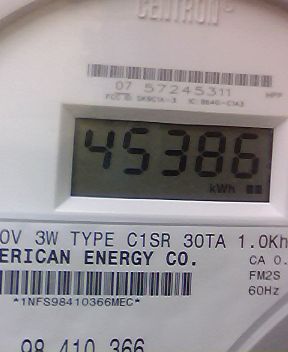 CENTRON
07 57245311
45386
kWh
0V 3W TYPE C1SR 30TA 1.0Kh
ERICAN ENERGY CO.
CA 0.
FM2S
*1NFS98410366MEC*
60Hz
98 410 366